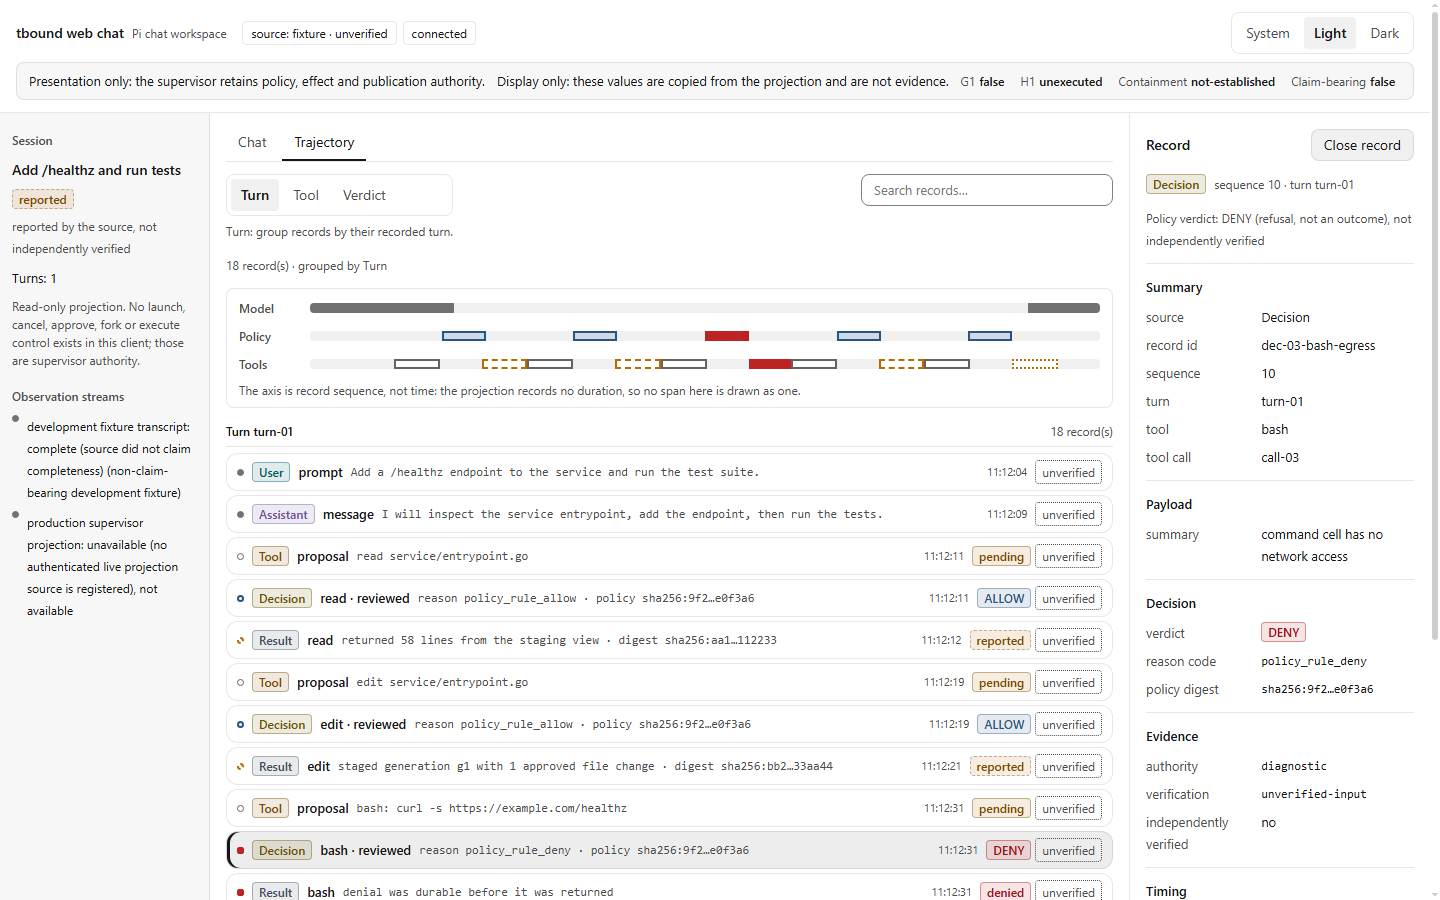 tbound web chat Pi chat workspace source: fixture · unverified connected System Light Dark
Presentation only: the supervisor retains policy, effect and publication authority. Display only: these values are copied from the projection and are not evidence. G1 false H1 unexecuted Containment not-established Claim-bearing false
Session
Add /healthz and run tests
reported
reported by the source, not
independently verified
Turns: 1
Read-only projection. No launch,
cancel, approve, fork or execute
control exists in this client; those
are supervisor authority.
Observation streams
development fixture transcript:
complete (source did not claim
completeness) (non-claim-
bearing development fixture)
production supervisor
projection: unavailable (no
authenticated live projection
source is registered), not
available
Chat Trajectory
Turn Tool Verdict
Search records...
Turn: group records by their recorded turn.
18 record(s) · grouped by Turn
Model
Policy
Tools
The axis is record sequence, not time: the projection records no duration, so no span here is drawn as one.
Turn turn-01 18 record(s)
User prompt Add a /healthz endpoint to the service and run the test suite. 11:12:04 unverified
Assistant message I will inspect the service entrypoint, add the endpoint, then run the tests. 11:12:09 unverified
Tool proposal read service/entrypoint.go 11:12:11 pending unverified
Decision read · reviewed reason policy_rule_allow · policy sha256:9f2…e0f3a6 11:12:11 ALLOW unverified
Result read returned 58 lines from the staging view · digest sha256:aa1…112233 11:12:12 reported unverified
Tool proposal edit service/entrypoint.go 11:12:19 pending unverified
Decision edit · reviewed reason policy_rule_allow · policy sha256:9f2…e0f3a6 11:12:19 ALLOW unverified
Result edit staged generation g1 with 1 approved file change · digest sha256:bb2…33aa44 11:12:21 reported unverified
Tool proposal bash: curl -s https://example.com/healthz 11:12:31 pending unverified
Decision bash · reviewed reason policy_rule_deny · policy sha256:9f2…e0f3a6 11:12:31 DENY unverified
Result bash denial was durable before it was returned 11:12:31 denied unverified
Record Close record
Decision sequence 10 · turn turn-01
Policy verdict: DENY (refusal, not an outcome), not
independently verified
Summary
source Decision
record id dec-03-bash-egress
sequence 10
turn turn-01
tool bash
tool call call-03
Payload
summary command cell has no
network access
Decision
verdict DENY
reason code policy_rule_deny
policy digest sha256:9f2…e0f3a6
Evidence
authority diagnostic
verification unverified-input
independently no
verified
Timing